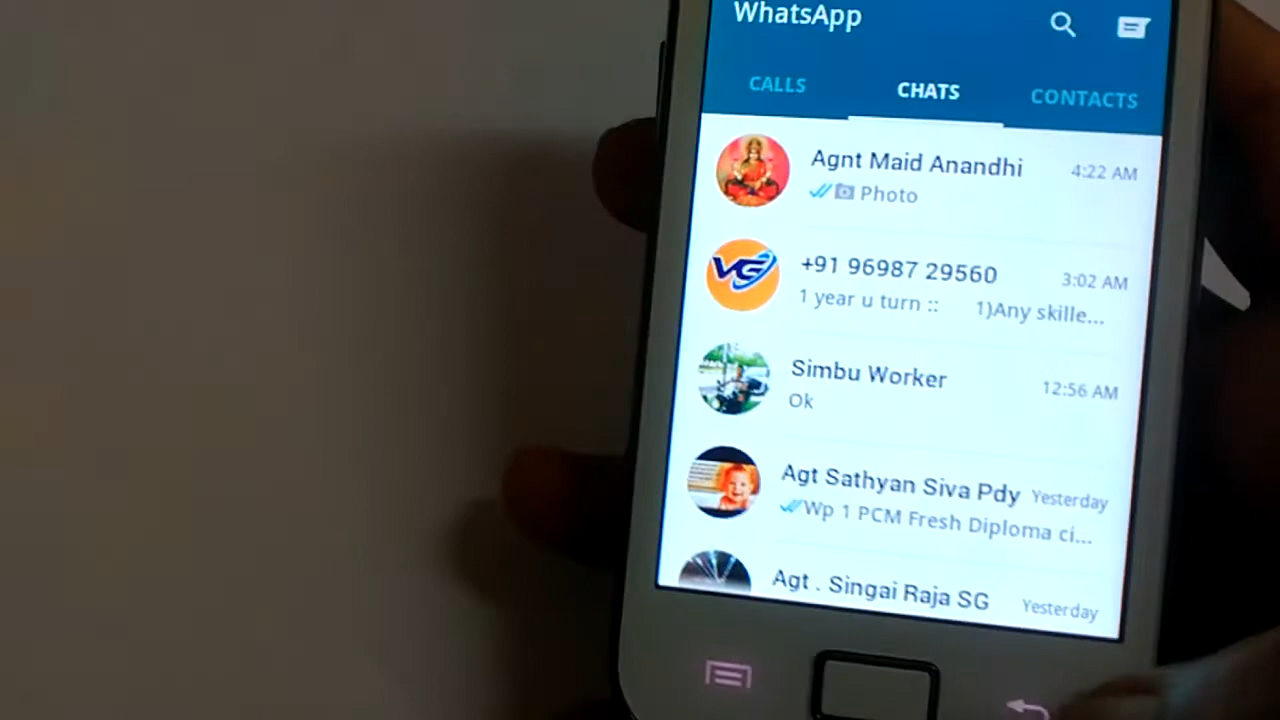 WhatsApp
CALLS CHATS CONTACTS
Agnt Maid Anandhi 4:22 AM
Photo
VG
+91 96987 29560 3:02 AM
1 year u turn :: 1)Any skille...
Simbu Worker 12:56 AM
Ok
Agt Sathyan Siva Pdy Yesterday
Wp 1 PCM Fresh Diploma ci...
Agt . Singai Raja SG Yesterday